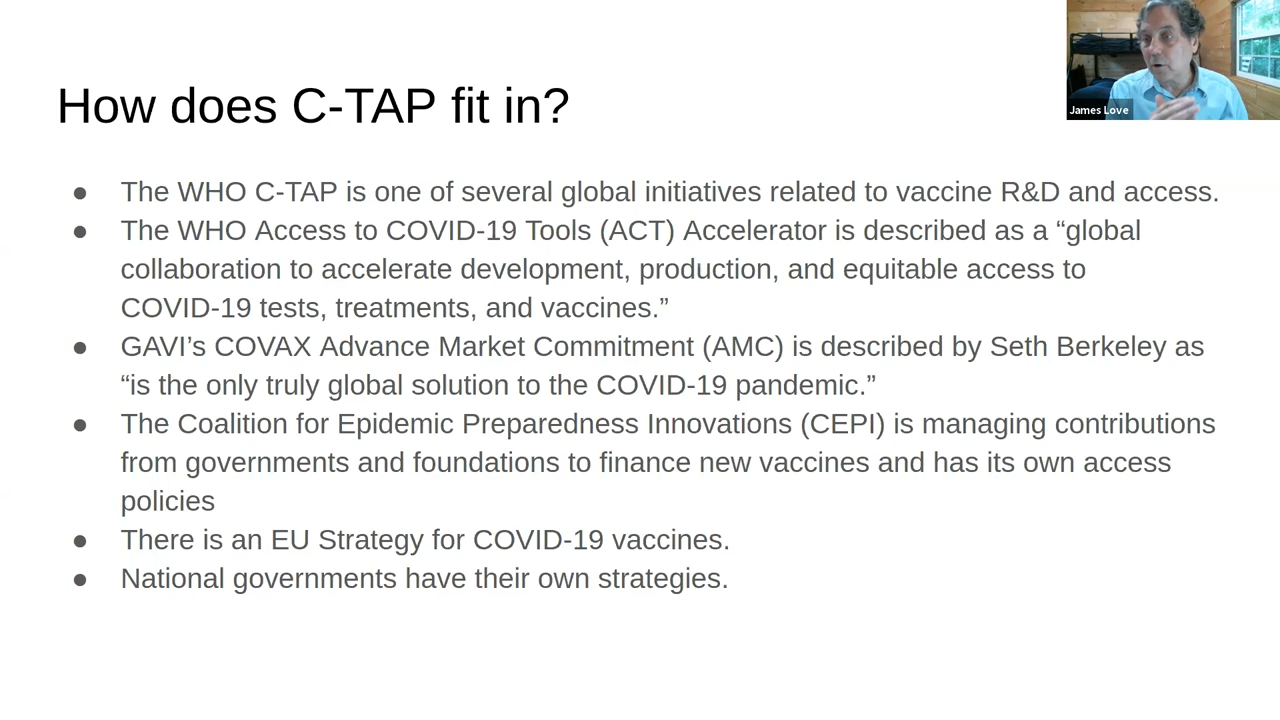 How does C-TAP fit in?
James Love
● The WHO C-TAP is one of several global initiatives related to vaccine R&D and access.
● The WHO Access to COVID-19 Tools (ACT) Accelerator is described as a “global
collaboration to accelerate development, production, and equitable access to
COVID-19 tests, treatments, and vaccines.”
● GAVI’s COVAX Advance Market Commitment (AMC) is described by Seth Berkeley as
“is the only truly global solution to the COVID-19 pandemic.”
● The Coalition for Epidemic Preparedness Innovations (CEPI) is managing contributions
from governments and foundations to finance new vaccines and has its own access
policies
● There is an EU Strategy for COVID-19 vaccines.
● National governments have their own strategies.